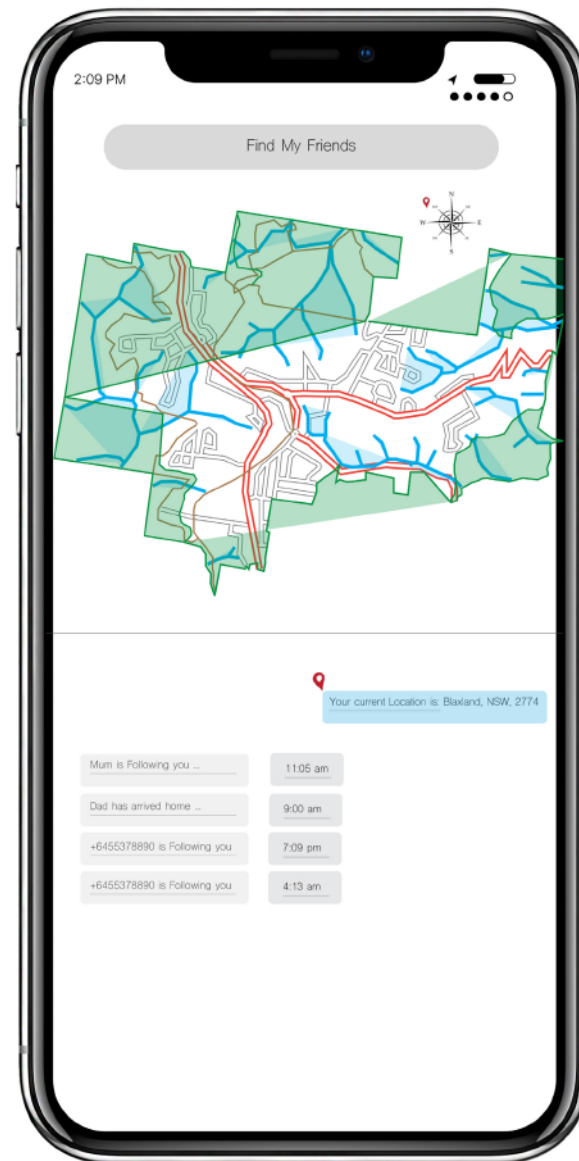 2:09 PM
Find My Friends
N
W
E
S
Your current Location is: Blaxland, NSW, 2774
Mum is Following you ...
11:05 am
Dad has arrived home ...
9:00 am
+6455378890 is Following you
7:09 pm
+6455378890 is Following you
4:13 am